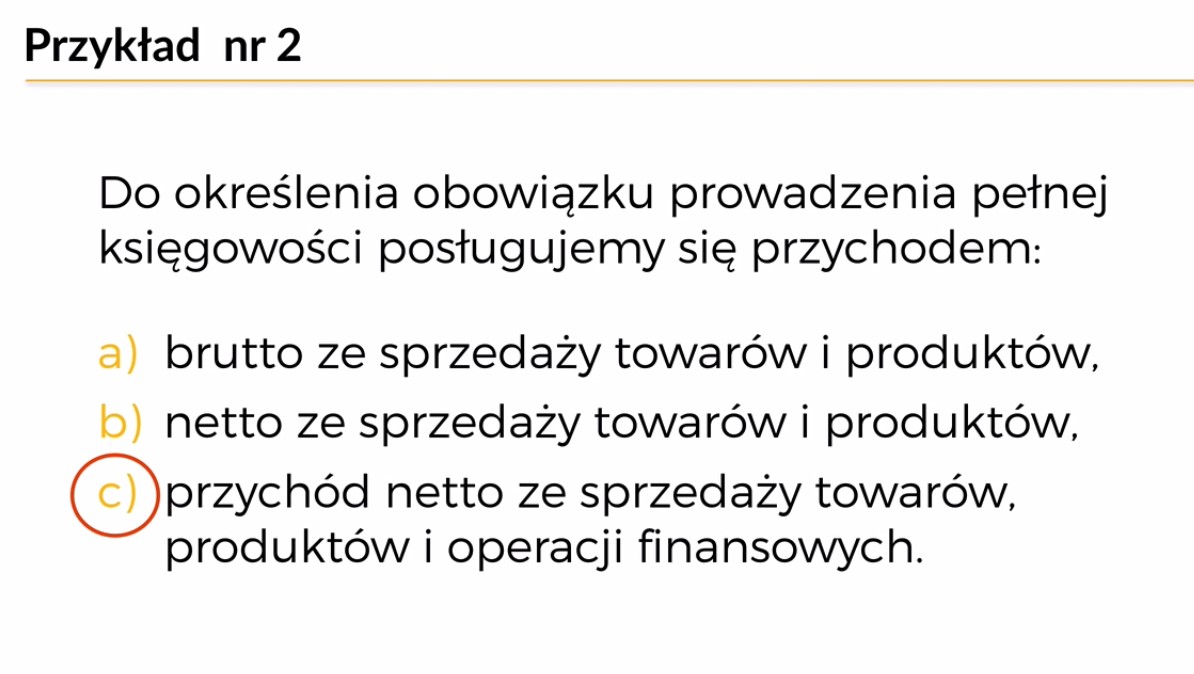 Przykład nr 2
Do określenia obowiązku prowadzenia pełnej
księgowości posługujemy się przychodem:
a) brutto ze sprzedaży towarów i produktów,
b) netto ze sprzedaży towarów i produktów,
c) przychód netto ze sprzedaży towarów,
produktów i operacji finansowych.